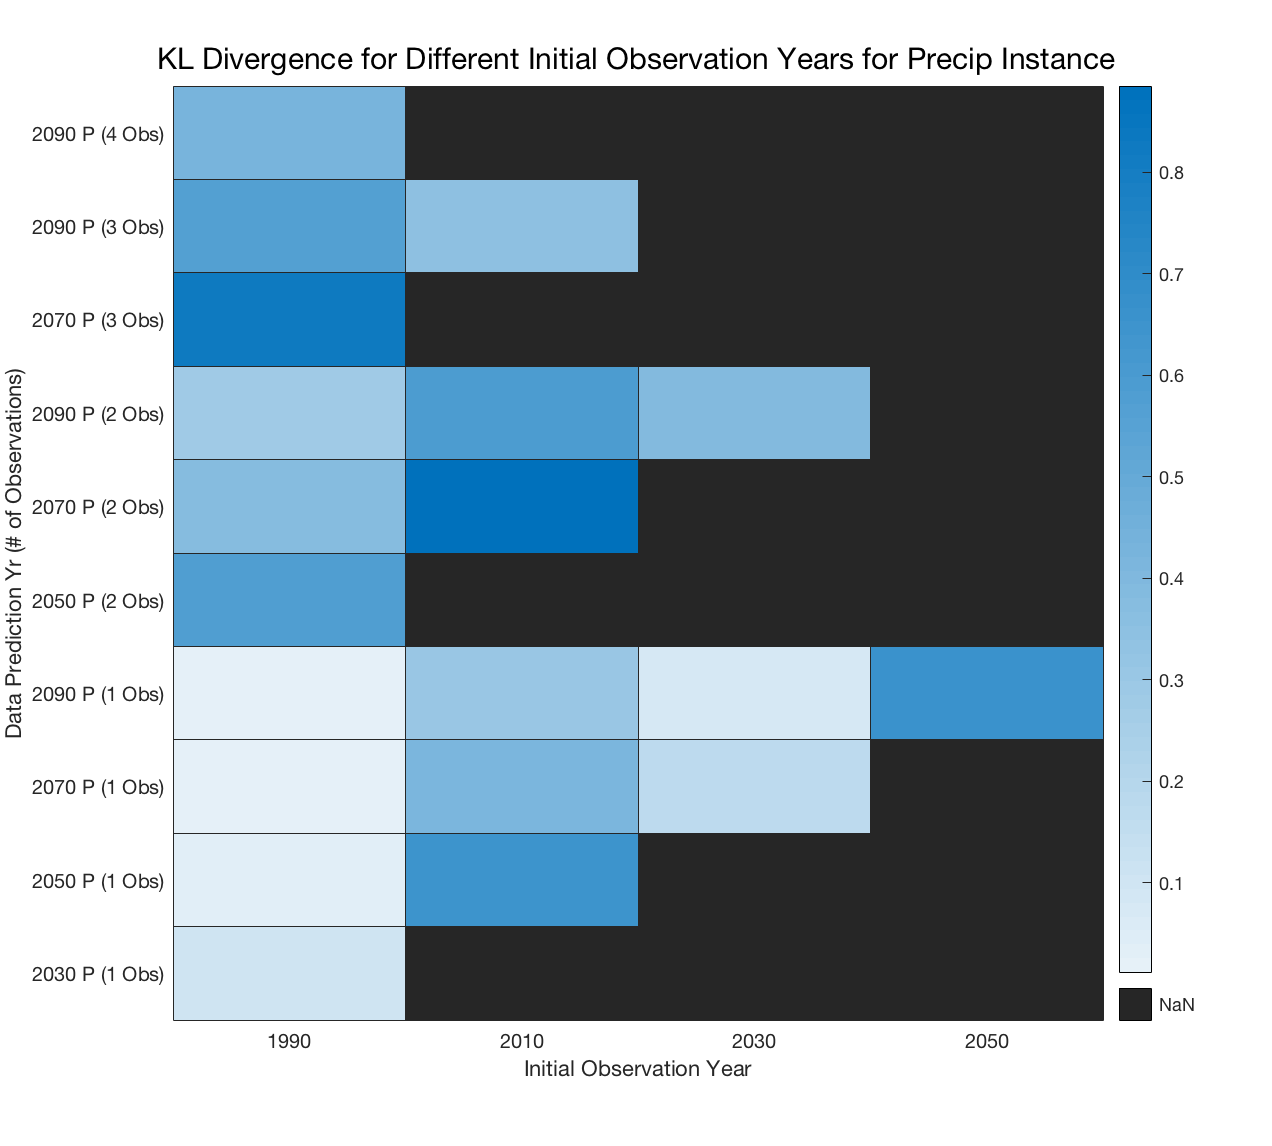 KL Divergence for Different Initial Observation Years for Precip Instance
Data Prediction Yr (# of Observations)
2090 P (4 Obs)
2090 P (3 Obs)
2070 P (3 Obs)
2090 P (2 Obs)
2070 P (2 Obs)
2050 P (2 Obs)
2090 P (1 Obs)
2070 P (1 Obs)
2050 P (1 Obs)
2030 P (1 Obs)
1990 2010 2030 2050
Initial Observation Year
0.8
0.7
0.6
0.5
0.4
0.3
0.2
0.1
NaN